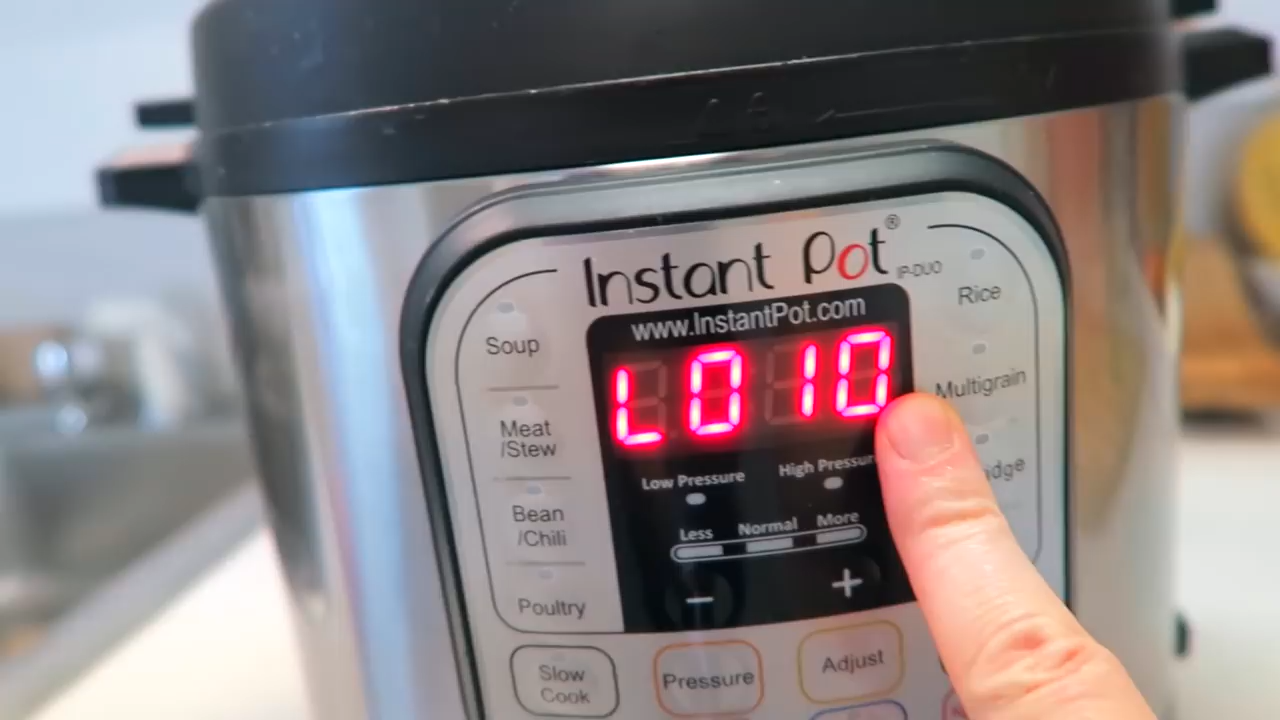 Instant Pot®
IP-DUO
www.InstantPot.com
L0 10
Soup
Meat
/Stew
Bean
/Chili
Poultry
Rice
Multigrain
Low Pressure
High Pressur
Less Normal More
- +
Slow
Cook
Pressure
Adjust